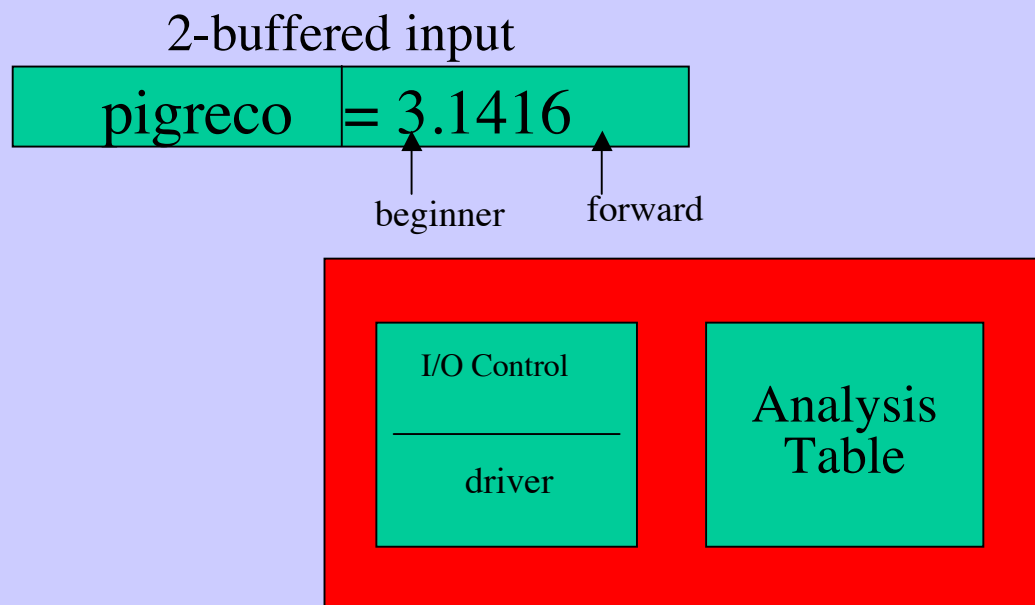 2-buffered input
pigreco = 3.1416
beginner
forward
I/O Control
driver
Analysis
Table